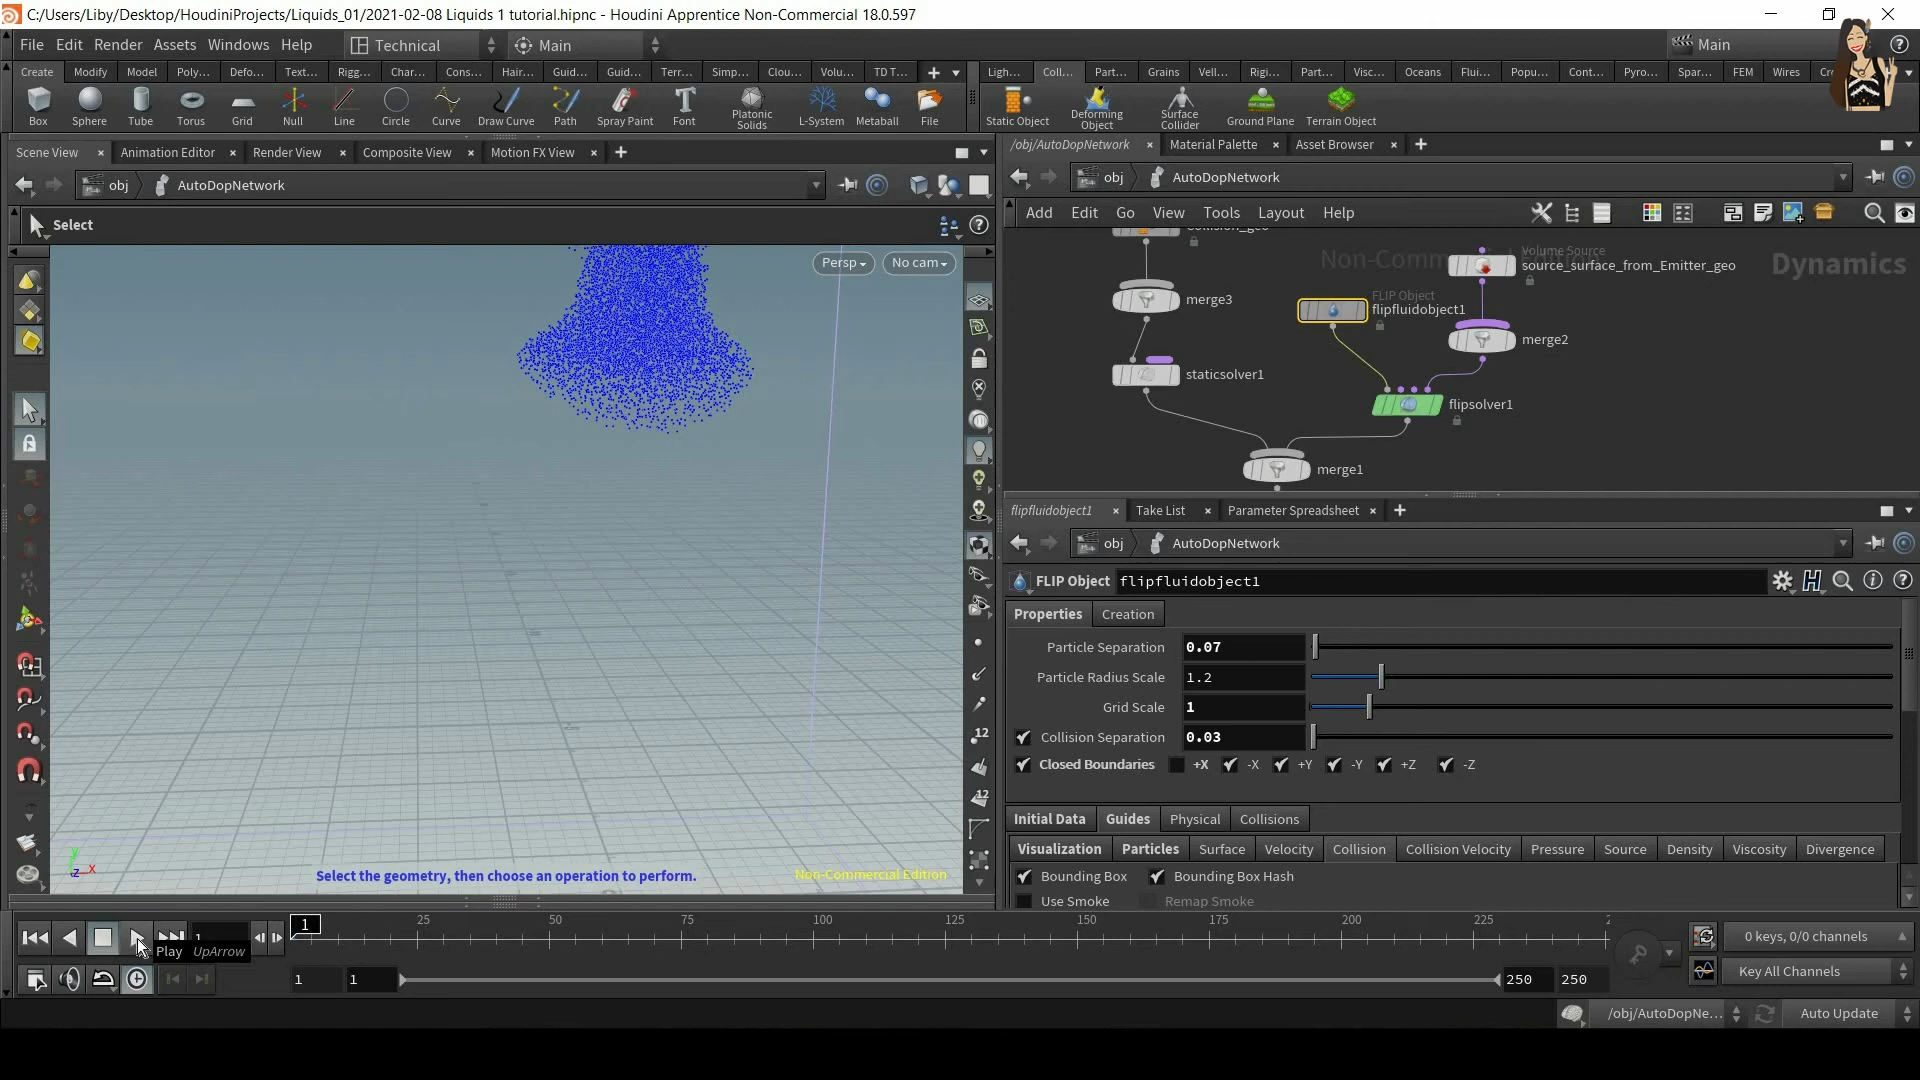 C:/Users/Liby/Desktop/HoudiniProjects/Liquids_01/2021-02-08 Liquids 1 tutorial.hipnc - Houdini Apprentice Non-Commercial 18.0.597
File Edit Render Assets Windows Help Technical Main Main
Create Modify Model Poly... Defo... Text... Rigg... Char... Cons... Hair... Guid... Guid... Terr... Simp... Clou... Volu... TD T...
Ligh... Coll... Part... Grains Vell... Rigi... Part... Visc... Oceans Flui... Popu... Cont... Pyro... Spar... FEM Wires
Box Sphere Tube Torus Grid Null Line Circle Curve Draw Curve Path Spray Paint Font Platonic Solids L-System Metaball File
Static Object Deforming Object Surface Collider Ground Plane Terrain Object
Scene View Animation Editor Render View Composite View Motion FX View
/obj/AutoDopNetwork Material Palette Asset Browser
obj AutoDopNetwork
obj AutoDopNetwork
Select
Add Edit Go View Tools Layout Help
Persp No cam
Volume Source
source_surface_from_Emitter_geo
Dynamics
merge3
FLIP Object
flipfluidobject1
merge2
staticsolver1
flipsolver1
merge1
flipfluidobject1 Take List Parameter Spreadsheet
obj AutoDopNetwork
FLIP Object flipfluidobject1
Properties Creation
Particle Separation 0.07
Particle Radius Scale 1.2
Grid Scale 1
Collision Separation 0.03
Closed Boundaries +X -X +Y -Y +Z -Z
Initial Data Guides Physical Collisions
Visualization Particles Surface Velocity Collision Collision Velocity Pressure Source Density Viscosity Divergence
Bounding Box Bounding Box Hash
Use Smoke Remap Smoke
12
12
y
x
z
Select the geometry, then choose an operation to perform.
Non-Commercial Edition
1 25 50 75 100 125 150 175 200 225
Play UpArrow
1 1 250 250
0 keys, 0/0 channels
Key All Channels
/obj/AutoDopNe... Auto Update